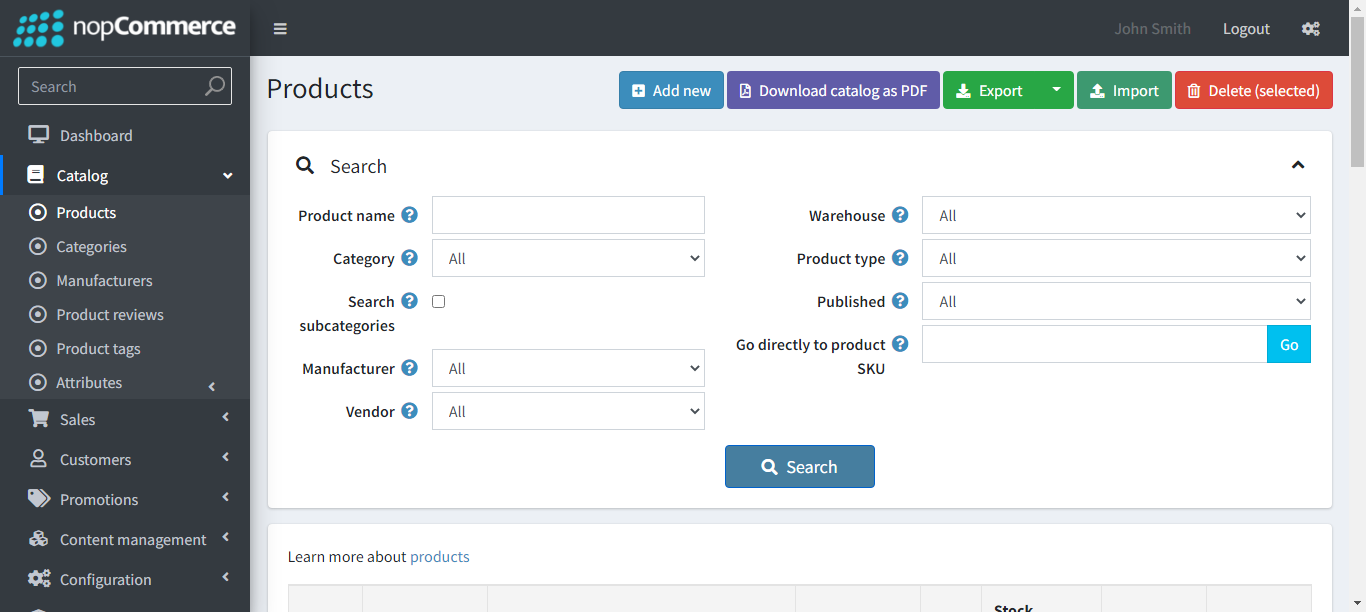 nopCommerce
John Smith
Logout
Search
Dashboard
Catalog
Products
Categories
Manufacturers
Product reviews
Product tags
Attributes
Sales
Customers
Promotions
Content management
Configuration
Products
Add new
Download catalog as PDF
Export
Import
Delete (selected)
Search
Product name
Category
All
Search
subcategories
Manufacturer
All
Vendor
All
Warehouse
All
Product type
All
Published
All
Go directly to product
SKU
Go
Search
Learn more about products
Stock